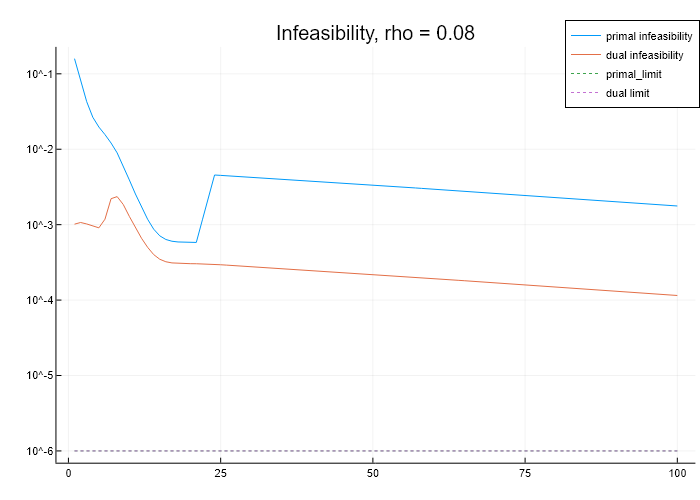 Infeasibility, rho = 0.08
primal infeasibility
dual infeasibility
primal_limit
dual limit
10^-1
10^-2
10^-3
10^-4
10^-5
10^-6
0 25 50 75 100